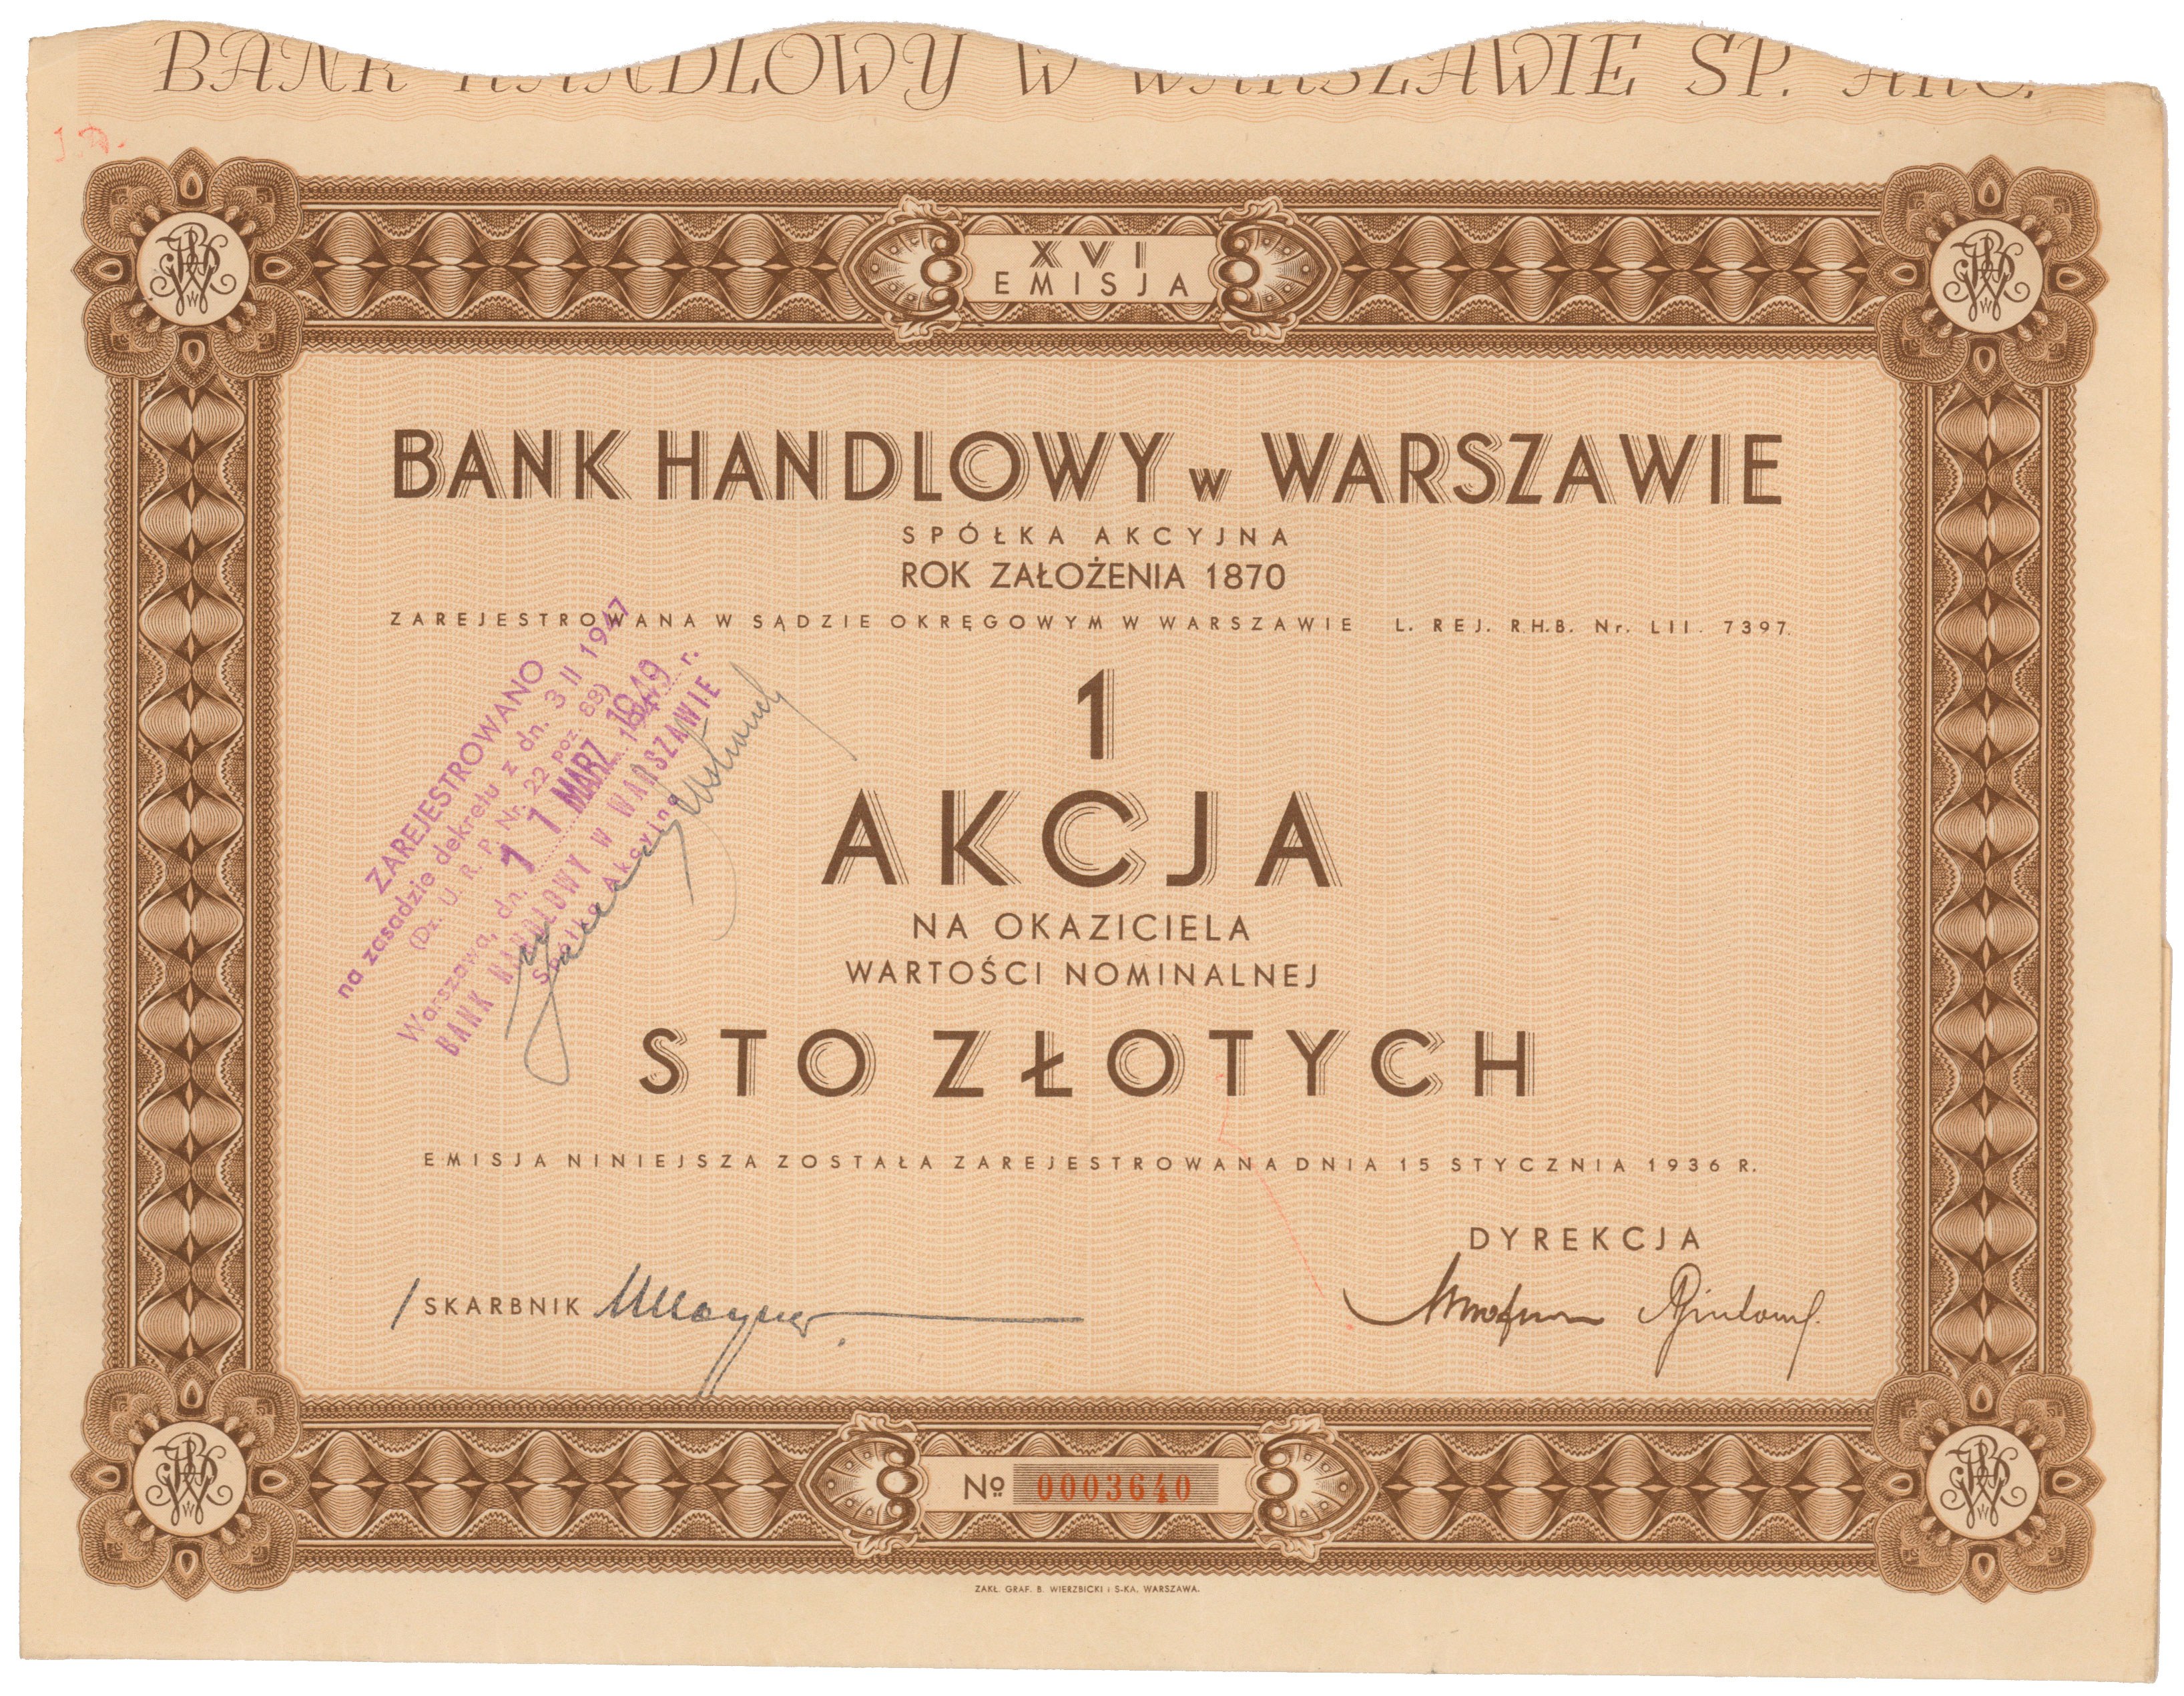 BANK HANDLOWY W WARSZAWIE SP. AKC.
XVI
EMISJA
BANK HANDLOWY w WARSZAWIE
SPÓŁKA AKCYJNA
ROK ZAŁOŻENIA 1870
ZAREJESTROWANA W SĄDZIE OKRĘGOWYM W WARSZAWIE L. REJ. R.H.B. Nr. LII. 7397.
1
AKCJA
NA OKAZICIELA
WARTOŚCI NOMINALNEJ
STO ZŁOTYCH
ZAREJESTROWANO
na zasadzie dekretu z dn. 3 II 1947
(Dz. U. R. P. Nr. 22 poz 88)
Warszawa, dn. 1 MARZ 1949 r.
BANK HANDLOWY W WARSZAWIE
Spółka Akcyjna
EMISJA NINIEJSZA ZOSTAŁA ZAREJESTROWANA DNIA 15 STYCZNIA 1936 R.
DYREKCJA
/ SKARBNIK
Nº 0003640
ZAKŁ. GRAF. B. WIERZBICKI i S-KA, WARSZAWA.